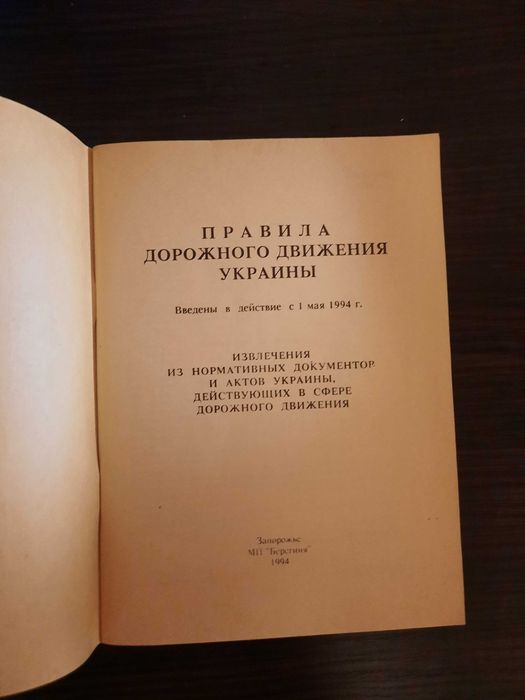 ПРАВИЛА
ДОРОЖНОГО ДВИЖЕНИЯ
УКРАИНЫ
Введены в действие с 1 мая 1994 г.
ИЗВЛЕЧЕНИЯ
ИЗ НОРМАТИВНЫХ ДОКУМЕНТОВ
И АКТОВ УКРАИНЫ,
ДЕЙСТВУЮЩИХ В СФЕРЕ
ДОРОЖНОГО ДВИЖЕНИЯ
Запорожье
МП "Берегиня"
1994